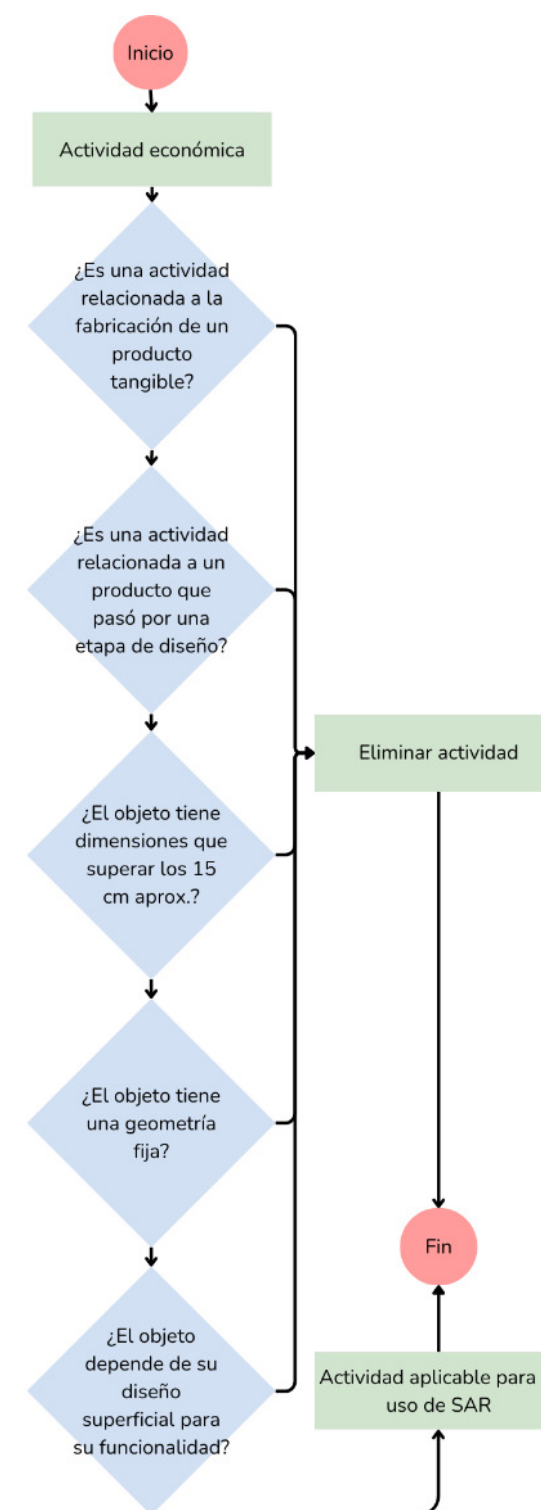 Inicio
Actividad económica
¿Es una actividad
relacionada a la
fabricación de un
producto
tangible?
¿Es una actividad
relacionada a un
producto que
pasó por una
etapa de diseño?
Eliminar actividad
¿El objeto tiene
dimensiones que
superar los 15
cm aprox.?
¿El objeto tiene
una geometría
fija?
Fin
¿El objeto
depende de su
diseño
superficial para
su funcionalidad?
Actividad aplicable para
uso de SAR